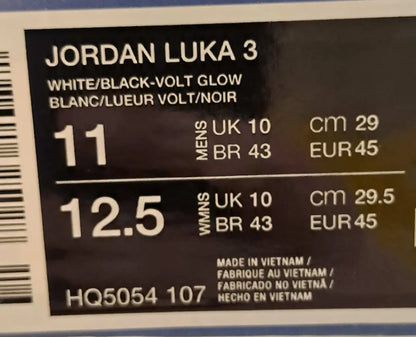 JORDAN LUKA 3
WHITE/BLACK-VOLT GLOW
BLANC/LUEUR VOLT/NOIR
11 MENS UK 10 cm 29
BR 43 EUR 45
12.5 WMNS UK 10 cm 29.5
BR 43 EUR 45
HQ5054 107
MADE IN VIETNAM /
FABRIQUE AU VIETNAM /
FABRICADO NO VIETNÃ /
HECHO EN VIETNAM